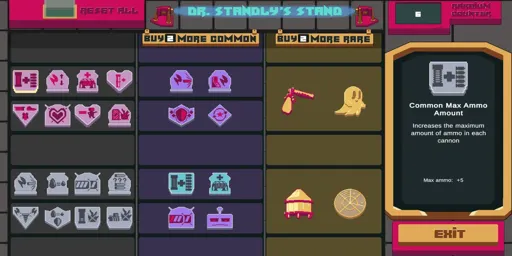 RESET ALL
DR. STANDLY'S STAND
6
BUY 2 MORE COMMON
BUY 2 MORE RARE
Common Max Ammo
Amount
Increases the maximum
amount of ammo in each
cannon
Max ammo: +5
EXIT